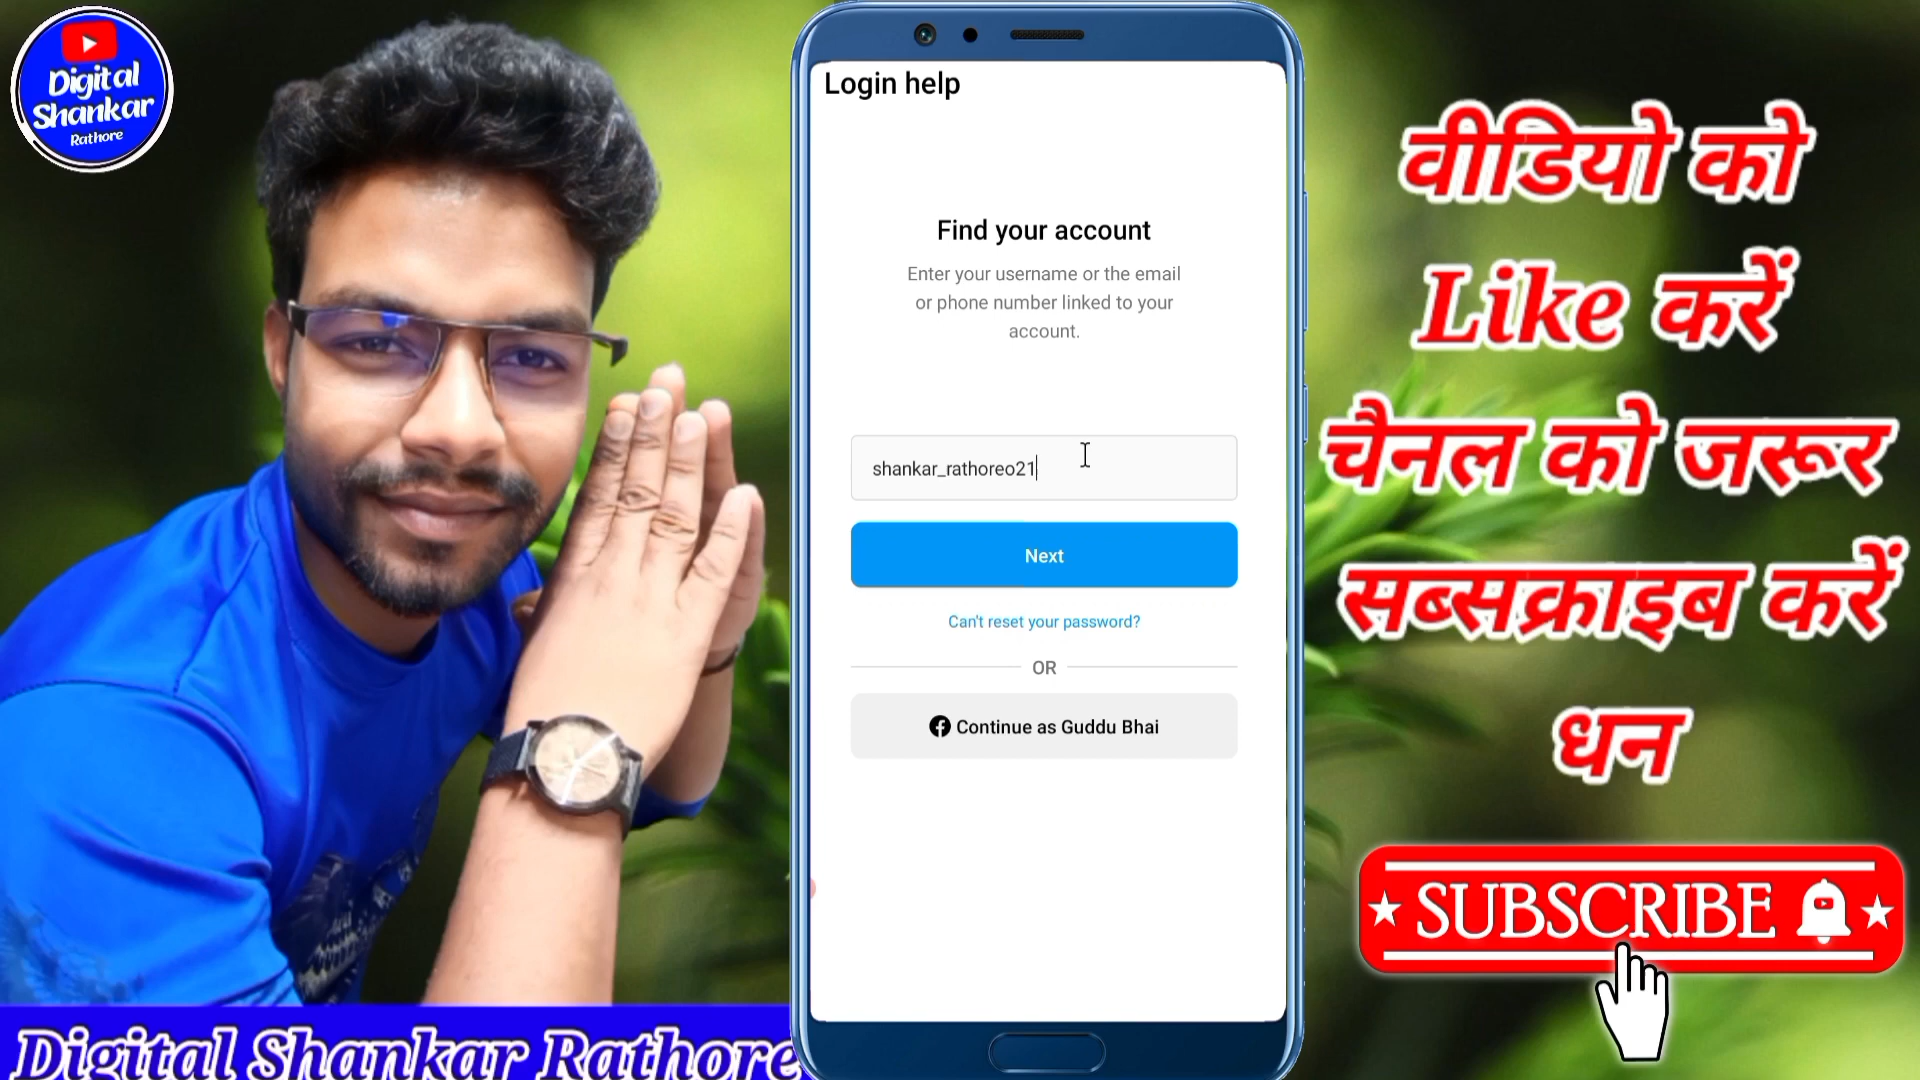 Digital
Shankar
Rathore
Login help
Find your account
Enter your username or the email
or phone number linked to your
account.
shankar_rathoreo21
Next
Can't reset your password?
OR
Continue as Guddu Bhai
वीडियो को
Like करें
चैनल को जरूर
सब्सक्राइब करें
धन
SUBSCRIBE
Digital Shankar Rathore